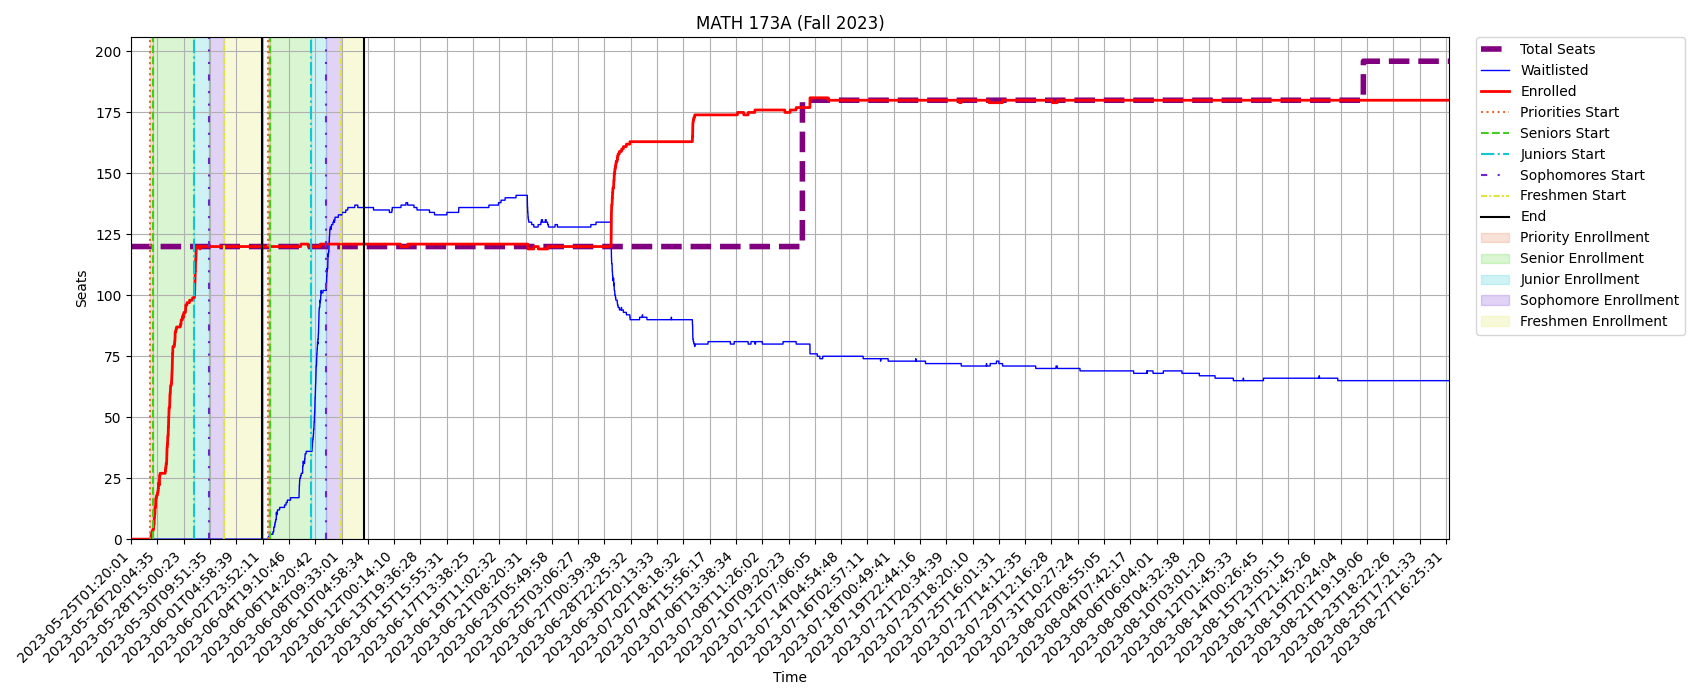 MATH 173A (Fall 2023)
200
175
150
125
100
75
50
25
0
Seats
2023-05-25T01:20:01
2023-05-26T20:04:35
2023-05-28T15:00:23
2023-05-30T09:51:35
2023-06-01T04:58:39
2023-06-02T23:52:11
2023-06-04T19:10:46
2023-06-06T14:20:42
2023-06-08T09:33:01
2023-06-10T04:58:34
2023-06-12T00:14:10
2023-06-13T19:36:28
2023-06-15T15:55:31
2023-06-17T13:38:25
2023-06-19T11:02:32
2023-06-21T08:20:31
2023-06-23T05:49:58
2023-06-25T03:06:27
2023-06-27T00:39:38
2023-06-28T22:25:32
2023-06-30T20:13:33
2023-07-02T18:18:32
2023-07-04T15:56:17
2023-07-06T13:38:34
2023-07-08T11:26:02
2023-07-10T09:20:23
2023-07-12T07:06:05
2023-07-14T04:54:48
2023-07-16T02:57:11
2023-07-18T00:49:41
2023-07-19T22:44:16
2023-07-21T20:34:39
2023-07-23T18:20:10
2023-07-25T16:01:31
2023-07-27T14:12:35
2023-07-29T12:16:28
2023-07-31T10:27:24
2023-08-02T08:55:05
2023-08-04T07:42:17
2023-08-06T06:04:01
2023-08-08T04:32:38
2023-08-10T03:01:20
2023-08-12T01:45:33
2023-08-14T00:26:45
2023-08-15T23:05:15
2023-08-17T21:45:26
2023-08-19T20:24:04
2023-08-21T19:19:06
2023-08-23T18:22:26
2023-08-25T17:21:33
2023-08-27T16:25:31
Time
Total Seats
Waitlisted
Enrolled
Priorities Start
Seniors Start
Juniors Start
Sophomores Start
Freshmen Start
End
Priority Enrollment
Senior Enrollment
Junior Enrollment
Sophomore Enrollment
Freshmen Enrollment